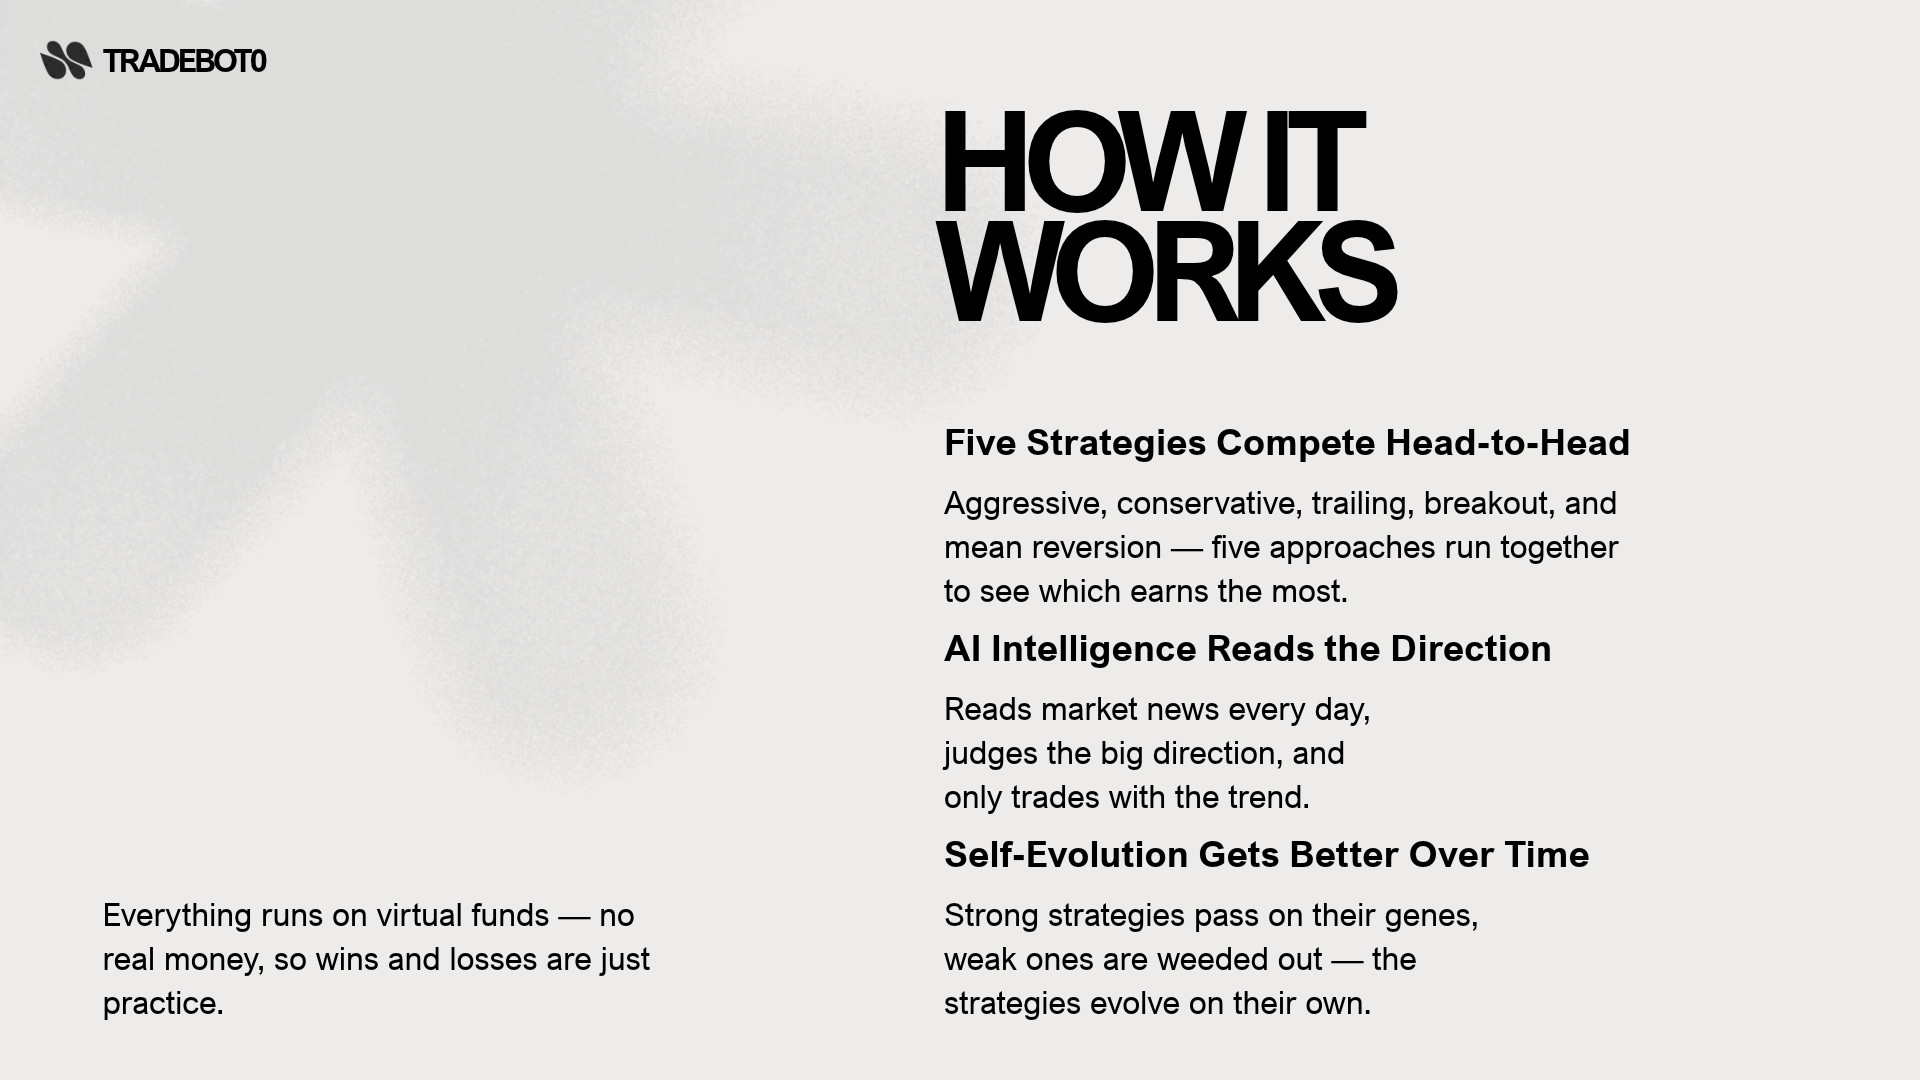 TRADEBOT0
HOW IT
WORKS
Five Strategies Compete Head-to-Head
Aggressive, conservative, trailing, breakout, and
mean reversion — five approaches run together
to see which earns the most.
AI Intelligence Reads the Direction
Reads market news every day,
judges the big direction, and
only trades with the trend.
Self-Evolution Gets Better Over Time
Strong strategies pass on their genes,
weak ones are weeded out — the
strategies evolve on their own.
Everything runs on virtual funds — no
real money, so wins and losses are just
practice.